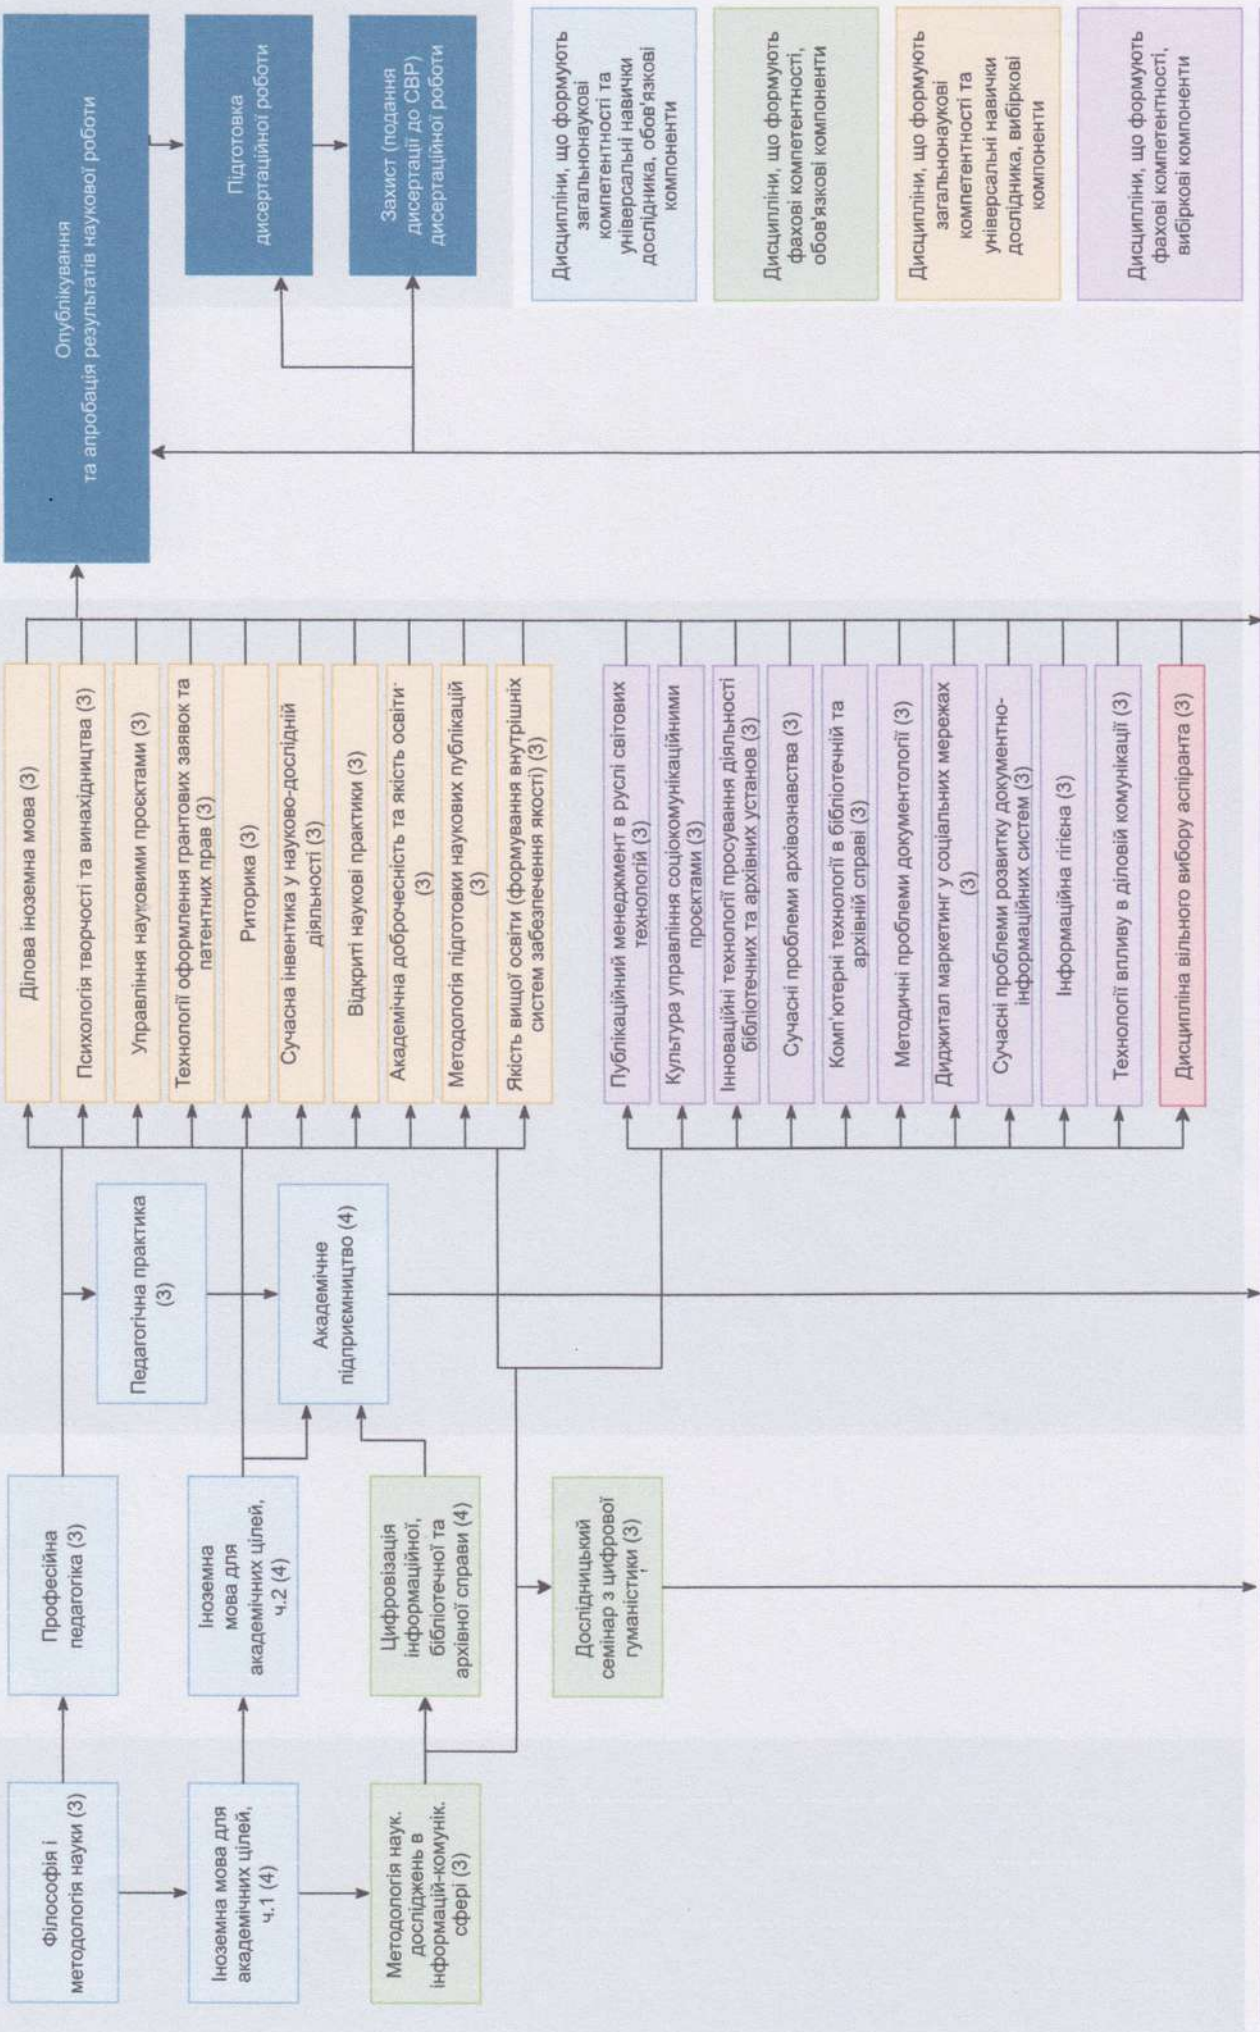 Філософія і
методологія науки (3)
Іноземна мова для
академічних цілей,
ч.1 (4)
Методологія наук.
досліджень в
інформацій-комунік.
сфері (3)
Професійна
педагогіка (3)
Іноземна
мова для
академічних цілей,
ч.2 (4)
Цифровізація
інформаційної,
бібліотечної та
архівної справи (4)
Дослідницький
семінар з цифрової
гуманістики (3)
Педагогічна практика
(3)
Академічне
підприємництво (4)
Ділова іноземна мова (3)
Психологія творчості та винахідництва (3)
Управління науковими проєктами (3)
Технології оформлення грантових заявок та
патентних прав (3)
Риторика (3)
Сучасна інвентика у науково-дослідній
діяльності (3)
Відкриті наукові практики (3)
Академічна доброчесність та якість освіти
(3)
Методологія підготовки наукових публікацій
(3)
Якість вищої освіти (формування внутрішніх
систем забезпечення якості) (3)
Публікаційний менеджмент в руслі світових
технологій (3)
Культура управління соціокомунікаційними
проєктами (3)
Інноваційні технології просування діяльності
бібліотечних та архівних установ (3)
Сучасні проблеми архівознавства (3)
Комп'ютерні технології в бібліотечній та
архівній справі (3)
Методичні проблеми документології (3)
Диджитал маркетинг у соціальних мережах
(3)
Сучасні проблеми розвитку документно-
інформаційних систем (3)
Інформаційна гігієна (3)
Технології впливу в діловій комунікації (3)
Дисципліна вільного вибору аспіранта (3)
Опублікування
та апробація результатів наукової роботи
Підготовка
дисертаційної роботи
Захист (подання
дисертації до СВР)
дисертаційної роботи
Дисципліни, що формують
загальнонаукові
компетентності та
універсальні навички
дослідника, обов'язкові
компоненти
Дисципліни, що формують
фахові компетентності,
обов'язкові компоненти
Дисципліни, що формують
загальнонаукові
компетентності та
універсальні навички
дослідника, вибіркові
компоненти
Дисципліни, що формують
фахові компетентності,
вибіркові компоненти